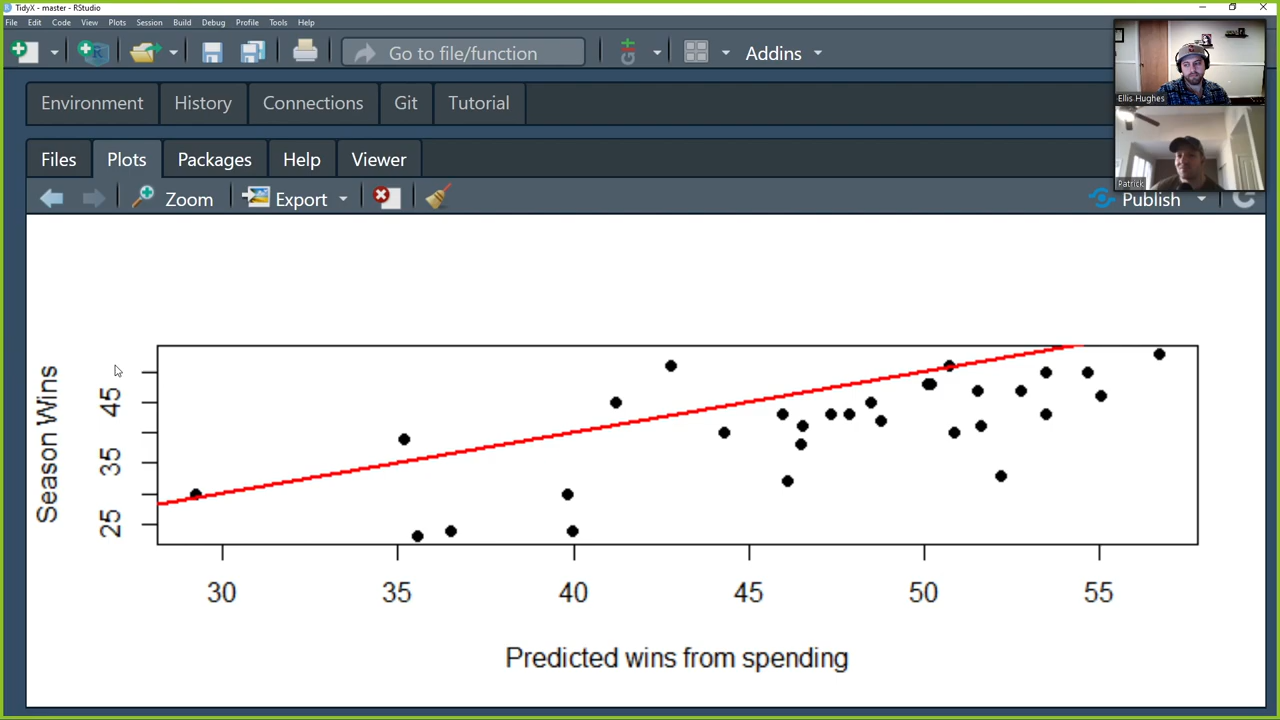 TidyX - master - RStudio
File Edit Code View Plots Session Build Debug Profile Tools Help
Go to file/function Addins
Ellis Hughes
Environment History Connections Git Tutorial
Files Plots Packages Help Viewer
Patrick
Zoom Export Publish
Season Wins
45
35
25
30 35 40 45 50 55
Predicted wins from spending